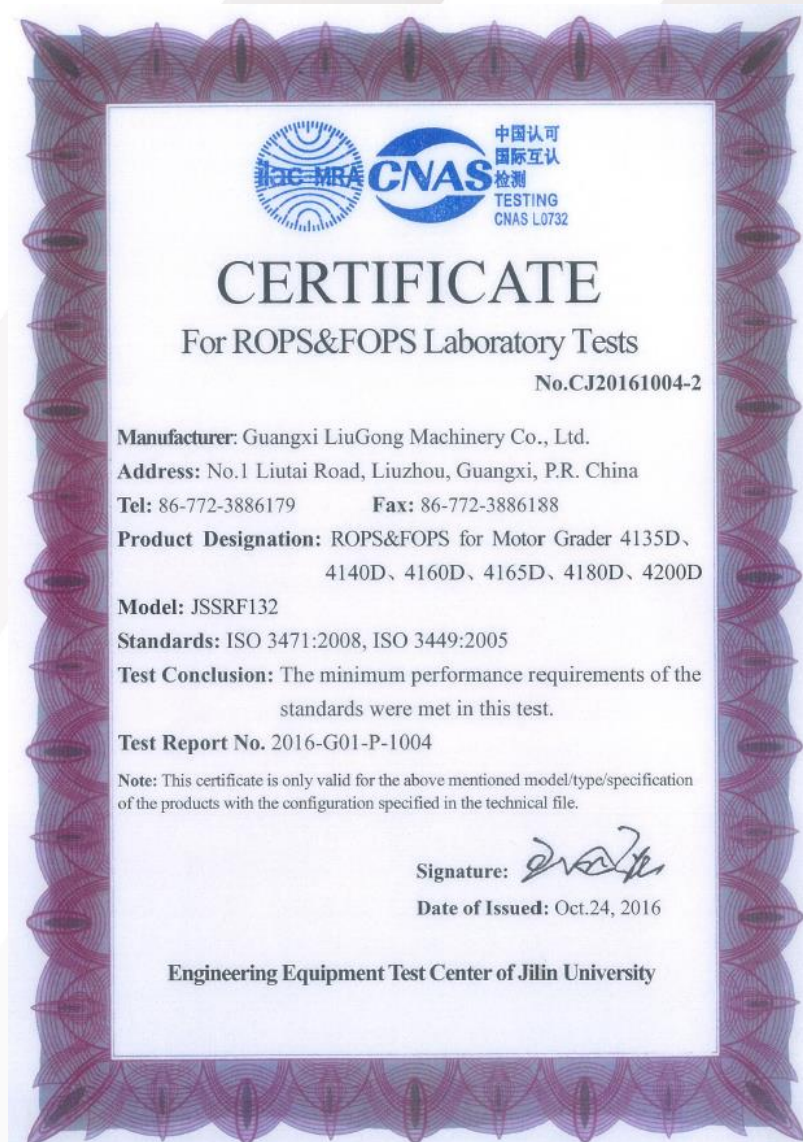 ilac-MRA
CNAS
中国认可
国际互认
检测
TESTING
CNAS L0732
CERTIFICATE
For ROPS&FOPS Laboratory Tests
No.CJ20161004-2
Manufacturer: Guangxi LiuGong Machinery Co., Ltd.
Address: No.1 Liutai Road, Liuzhou, Guangxi, P.R. China
Tel: 86-772-3886179 Fax: 86-772-3886188
Product Designation: ROPS&FOPS for Motor Grader 4135D、
4140D、4160D、4165D、4180D、4200D
Model: JSSRF132
Standards: ISO 3471:2008, ISO 3449:2005
Test Conclusion: The minimum performance requirements of the
standards were met in this test.
Test Report No. 2016-G01-P-1004
Note: This certificate is only valid for the above mentioned model/type/specification
of the products with the configuration specified in the technical file.
Signature:
Date of Issued: Oct.24, 2016
Engineering Equipment Test Center of Jilin University